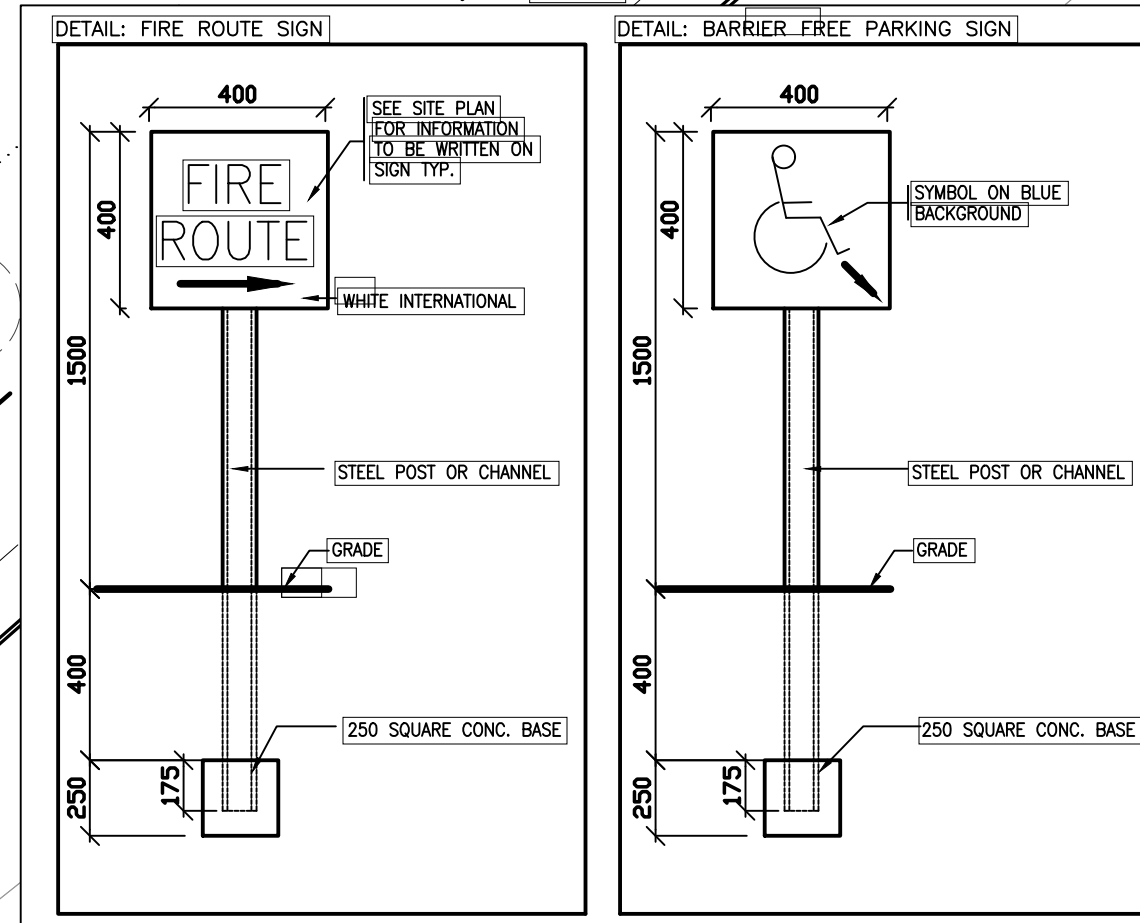 DETAIL: FIRE ROUTE SIGN
400
400
1500
400
250
175
FIRE
ROUTE
SEE SITE PLAN
FOR INFORMATION
TO BE WRITTEN ON
SIGN TYP.
WHITE INTERNATIONAL
STEEL POST OR CHANNEL
GRADE
250 SQUARE CONC. BASE
DETAIL: BARRIER FREE PARKING SIGN
400
400
1500
400
250
175
SYMBOL ON BLUE
BACKGROUND
STEEL POST OR CHANNEL
GRADE
250 SQUARE CONC. BASE